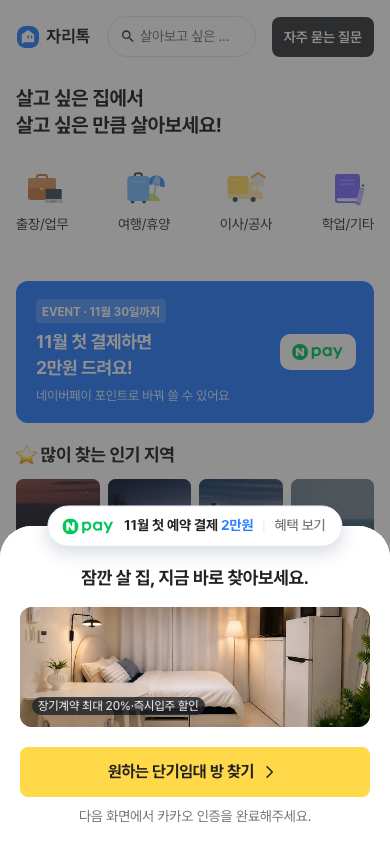 자리톡
살아보고 싶은 ...
자주 묻는 질문
살고 싶은 집에서
살고 싶은 만큼 살아보세요!
출장/업무
여행/휴양
이사/공사
학업/기타
EVENT · 11월 30일까지
11월 첫 결제하면
2만원 드려요!
N pay
네이버페이 포인트로 바꿔 쓸 수 있어요
많이 찾는 인기 지역
N pay 11월 첫 예약 결제 2만원 혜택 보기
잠깐 살 집, 지금 바로 찾아보세요.
장기계약 최대 20%·즉시입주 할인
원하는 단기임대 방 찾기
다음 화면에서 카카오 인증을 완료해주세요.